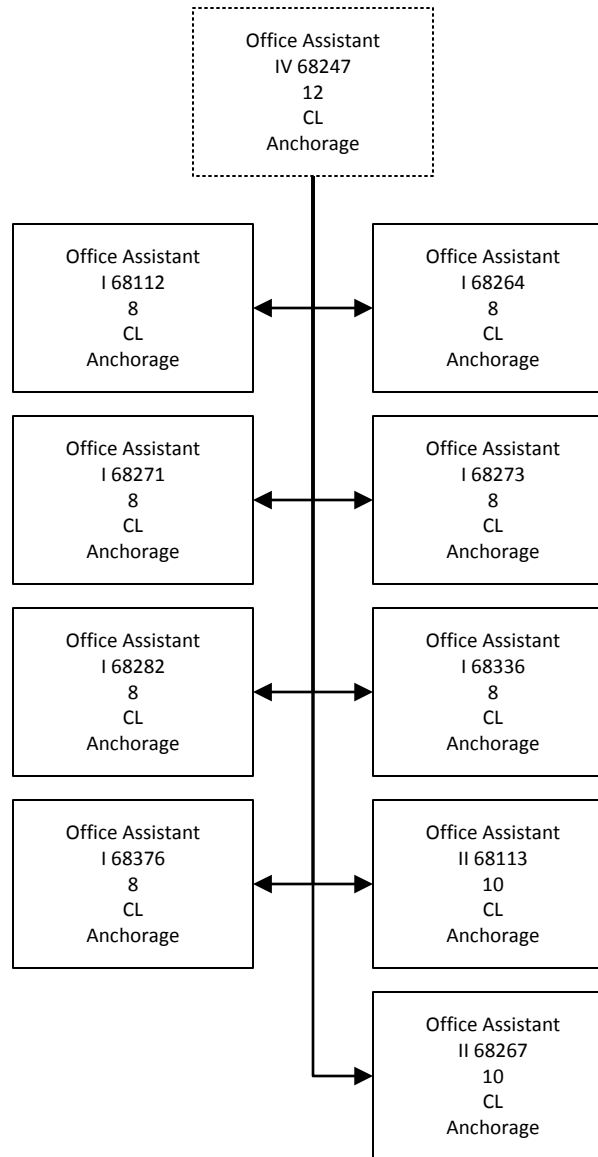 Office Assistant
IV 68247
12
CL
Anchorage
Office Assistant
I 68112
8
CL
Anchorage
Office Assistant
I 68264
8
CL
Anchorage
Office Assistant
I 68271
8
CL
Anchorage
Office Assistant
I 68273
8
CL
Anchorage
Office Assistant
I 68282
8
CL
Anchorage
Office Assistant
I 68336
8
CL
Anchorage
Office Assistant
I 68376
8
CL
Anchorage
Office Assistant
II 68113
10
CL
Anchorage
Office Assistant
II 68267
10
CL
Anchorage